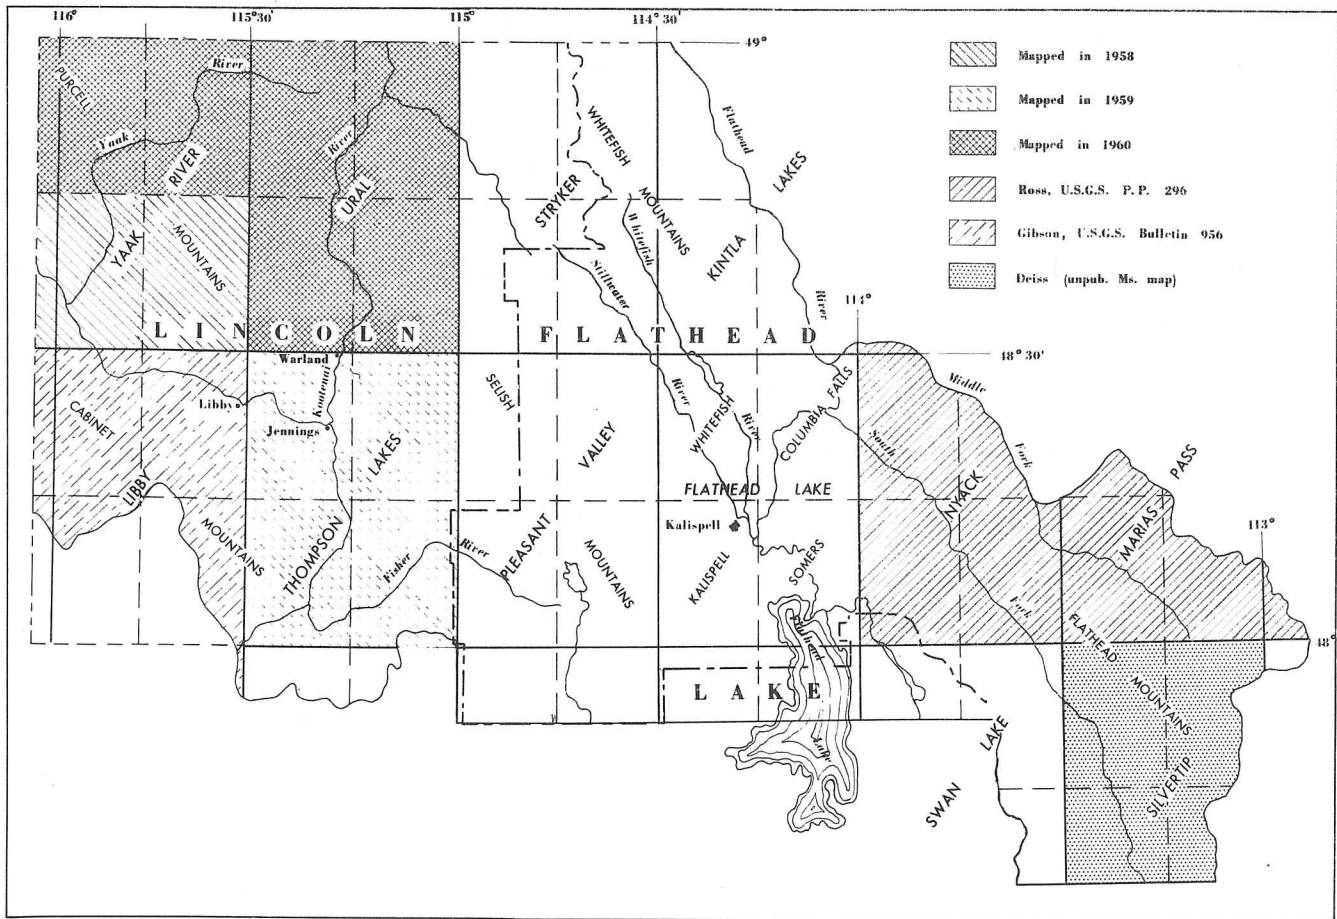 116°
115°30'
115°
114°30'
49°
Mapped in 1958
Mapped in 1959
Mapped in 1960
Ross, U.S.G.S. P.P. 296
Gibson, U.S.G.S. Bulletin 956
Deiss (unpub. Ms. map)
PURCELL
River
Yaak
RIVER
YAAK
MOUNTAINS
River
URAL
WHITEFISH
MOUNTAINS
STRYKER
Whitefish
Stillwater
River
Flathead
LAKES
KINTLA
River
114°
LINCOLN
FLATHEAD
48°30'
Warland
Kootenai
Libby
Jennings
CABINET
LIBBY
MOUNTAINS
LAKES
THOMPSON
Fisher
River
SELISH
VALLEY
PLEASANT
MOUNTAINS
WHITEFISH
River
COLUMBIA FALLS
FLATHEAD LAKE
Kalispell
KALISPELL
SOMERS
Middle
Fork
South
Fork
NYACK
MARIAS PASS
113°
48°
FLATHEAD
MOUNTAINS
SILVERTIP
Flathead
Lake
LAKE
SWAN LAKE